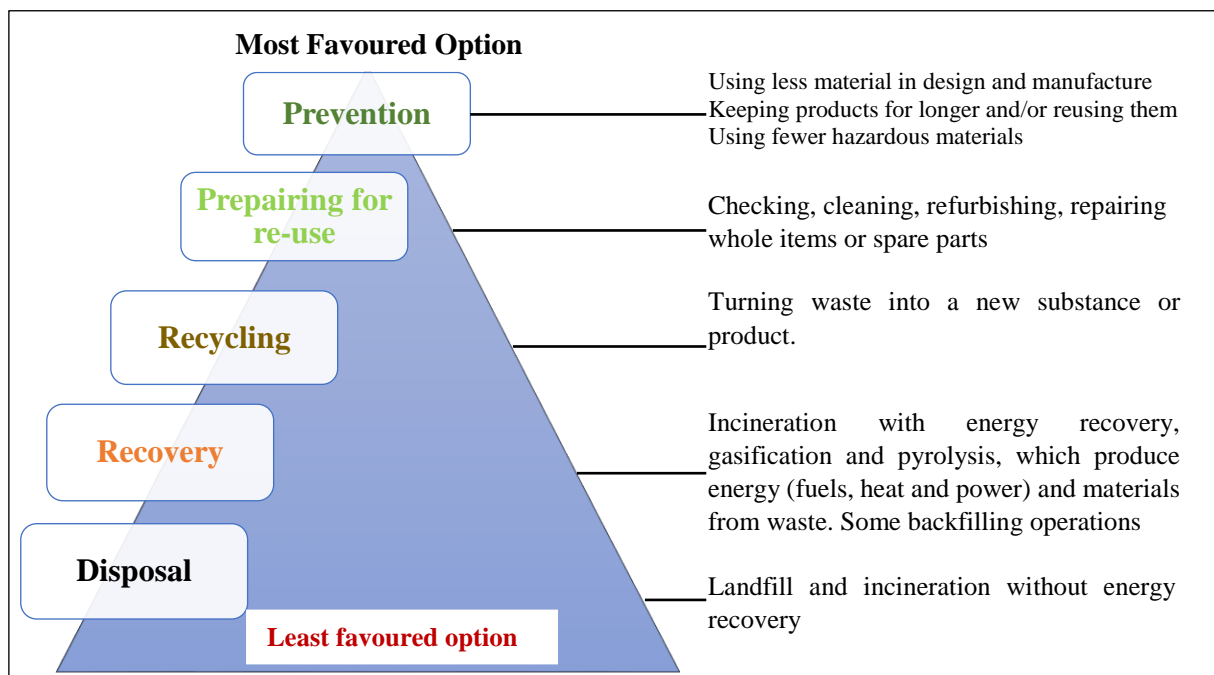 Most Favoured Option
Prevention
Using less material in design and manufacture
Keeping products for longer and/or reusing them
Using fewer hazardous materials
Prepairing for
re-use
Checking, cleaning, refurbishing, repairing
whole items or spare parts
Recycling
Turning waste into a new substance or
product.
Recovery
Incineration with energy recovery,
gasification and pyrolysis, which produce
energy (fuels, heat and power) and materials
from waste. Some backfilling operations
Disposal
Landfill and incineration without energy
recovery
Least favoured option